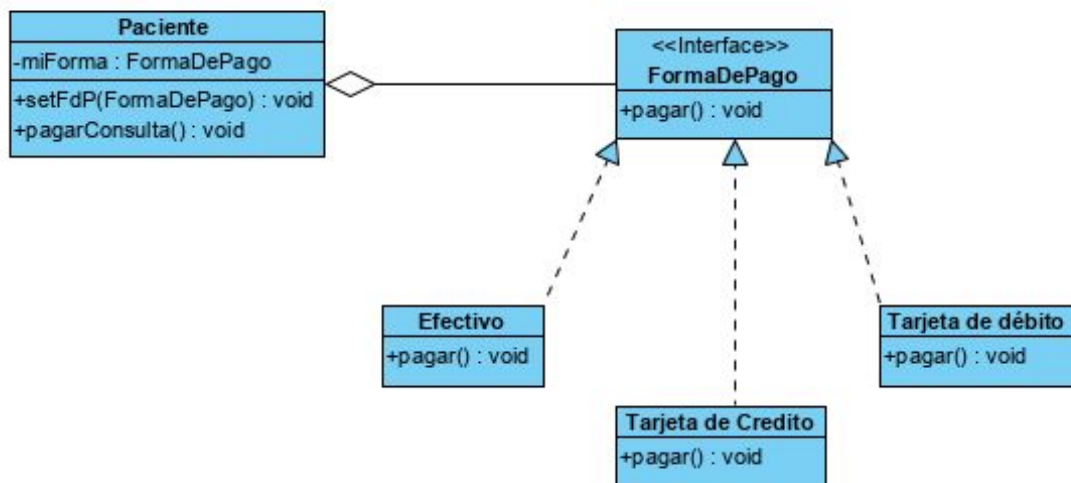 Paciente
-miForma : FormaDePago
+setFdP(FormaDePago) : void
+pagarConsulta() : void
<<Interface>>
FormaDePago
+pagar() : void
Efectivo
+pagar() : void
Tarjeta de Credito
+pagar() : void
Tarjeta de débito
+pagar() : void